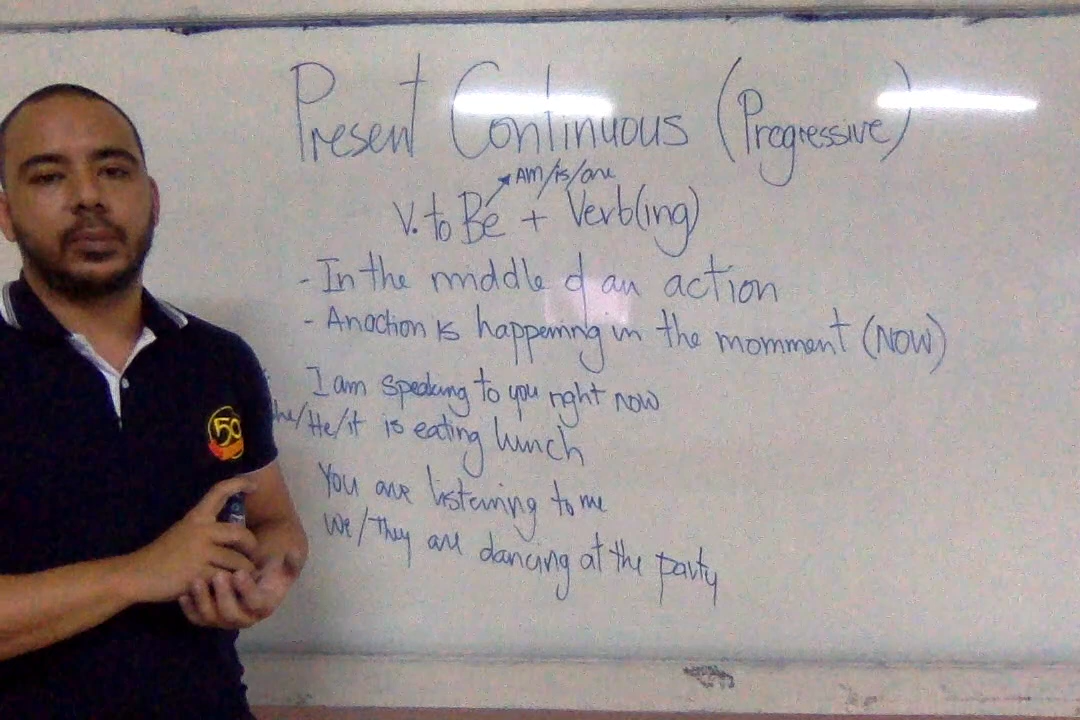 Present Continuous (Progressive)
Am/is/are
V. to Be + Verb(ing)
- In the middle of an action
- An action is happening in the momment (NOW)
I am speaking to you right now
he/He/it is eating lunch
You are listening to me
We/They are dancing at the party
50